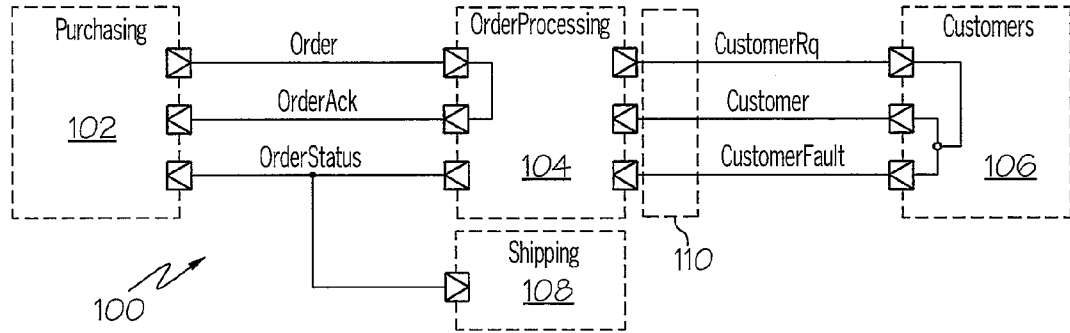 Purchasing
Order
OrderProcessing
CustomerRq
Customers
102
OrderAck
Customer
OrderStatus
104
CustomerFault
106
110
Shipping
108
100